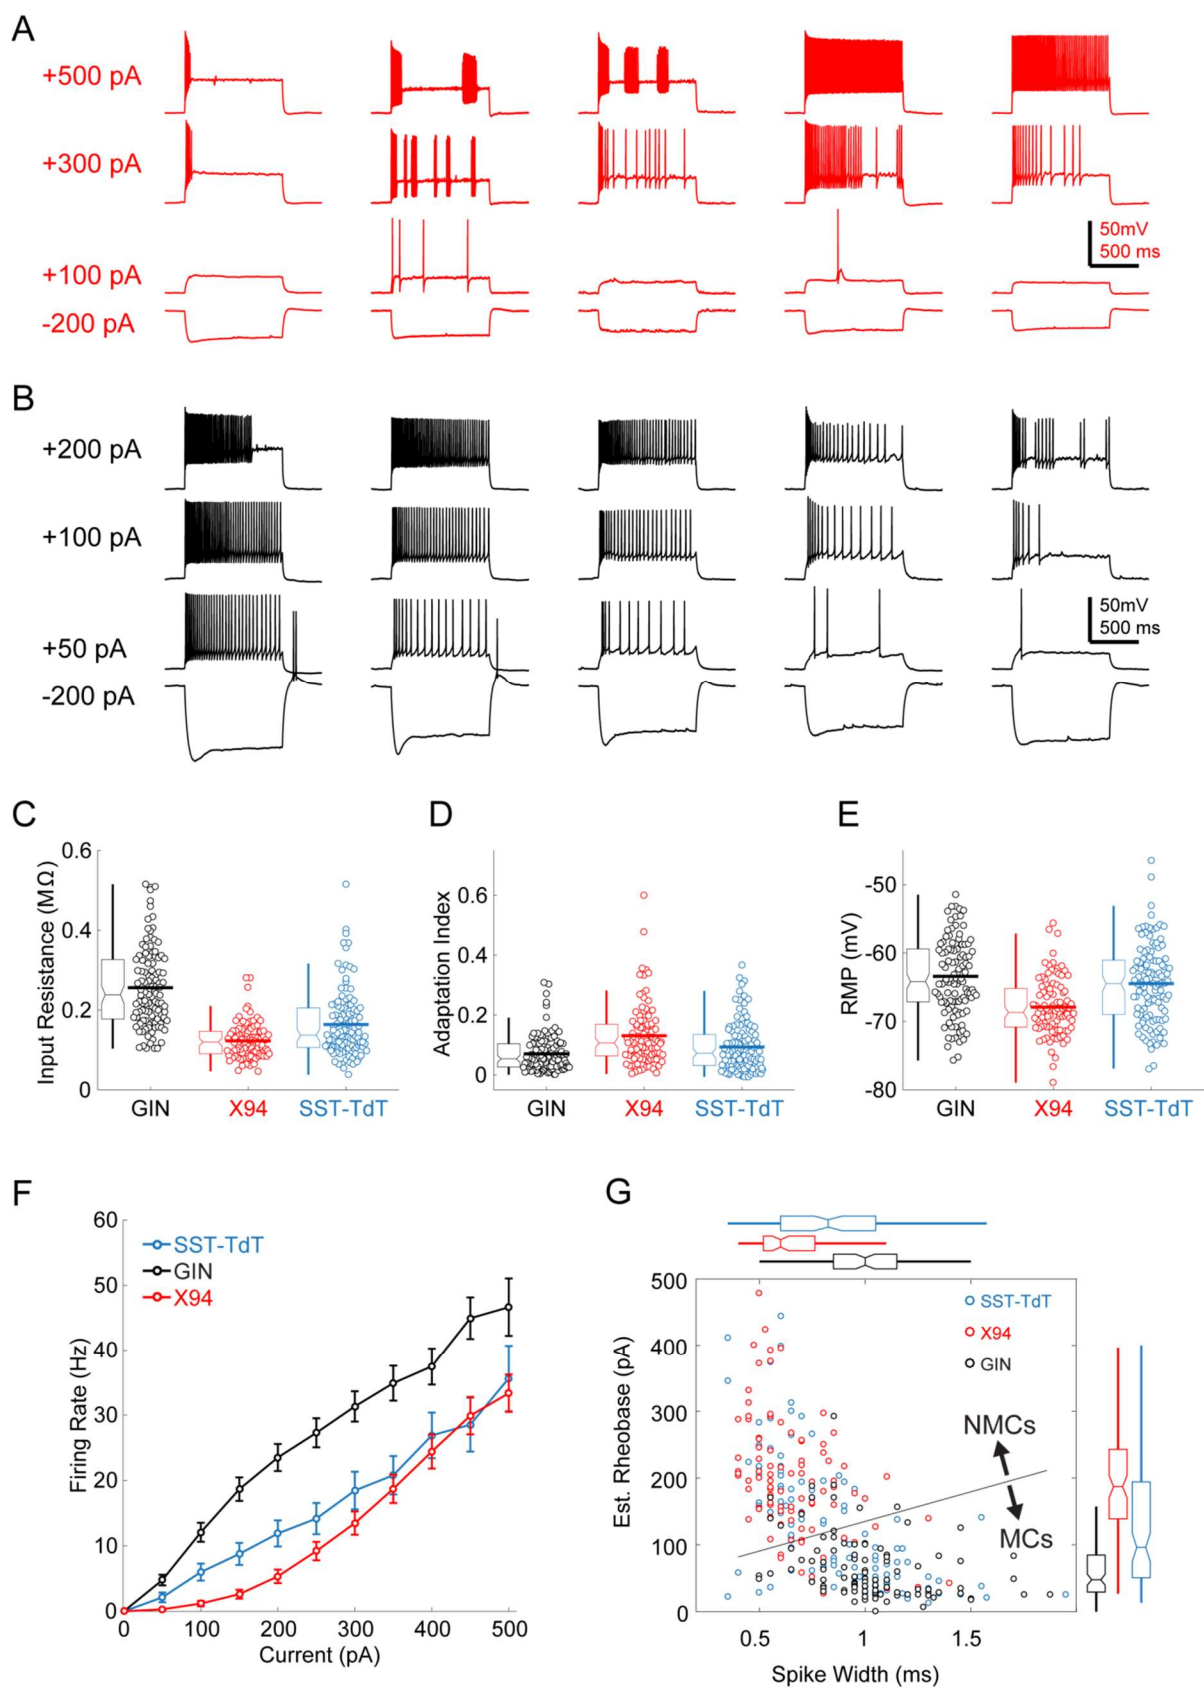 A
+500 pA
+300 pA
+100 pA
-200 pA
50mV
500 ms
B
+200 pA
+100 pA
+50 pA
-200 pA
50mV
500 ms
C
Input Resistance (MΩ)
0.6
0.4
0.2
0
GIN
X94
SST-TdT
D
Adaptation Index
0.6
0.4
0.2
0
GIN
X94
SST-TdT
E
RMP (mV)
-50
-60
-70
-80
GIN
X94
SST-TdT
F
Firing Rate (Hz)
60
50
40
30
20
10
0
SST-TdT
GIN
X94
0
100
200
300
400
500
Current (pA)
G
Est. Rheobase (pA)
500
400
300
200
100
0
SST-TdT
X94
GIN
NMCs
MCs
0.5
1
1.5
Spike Width (ms)